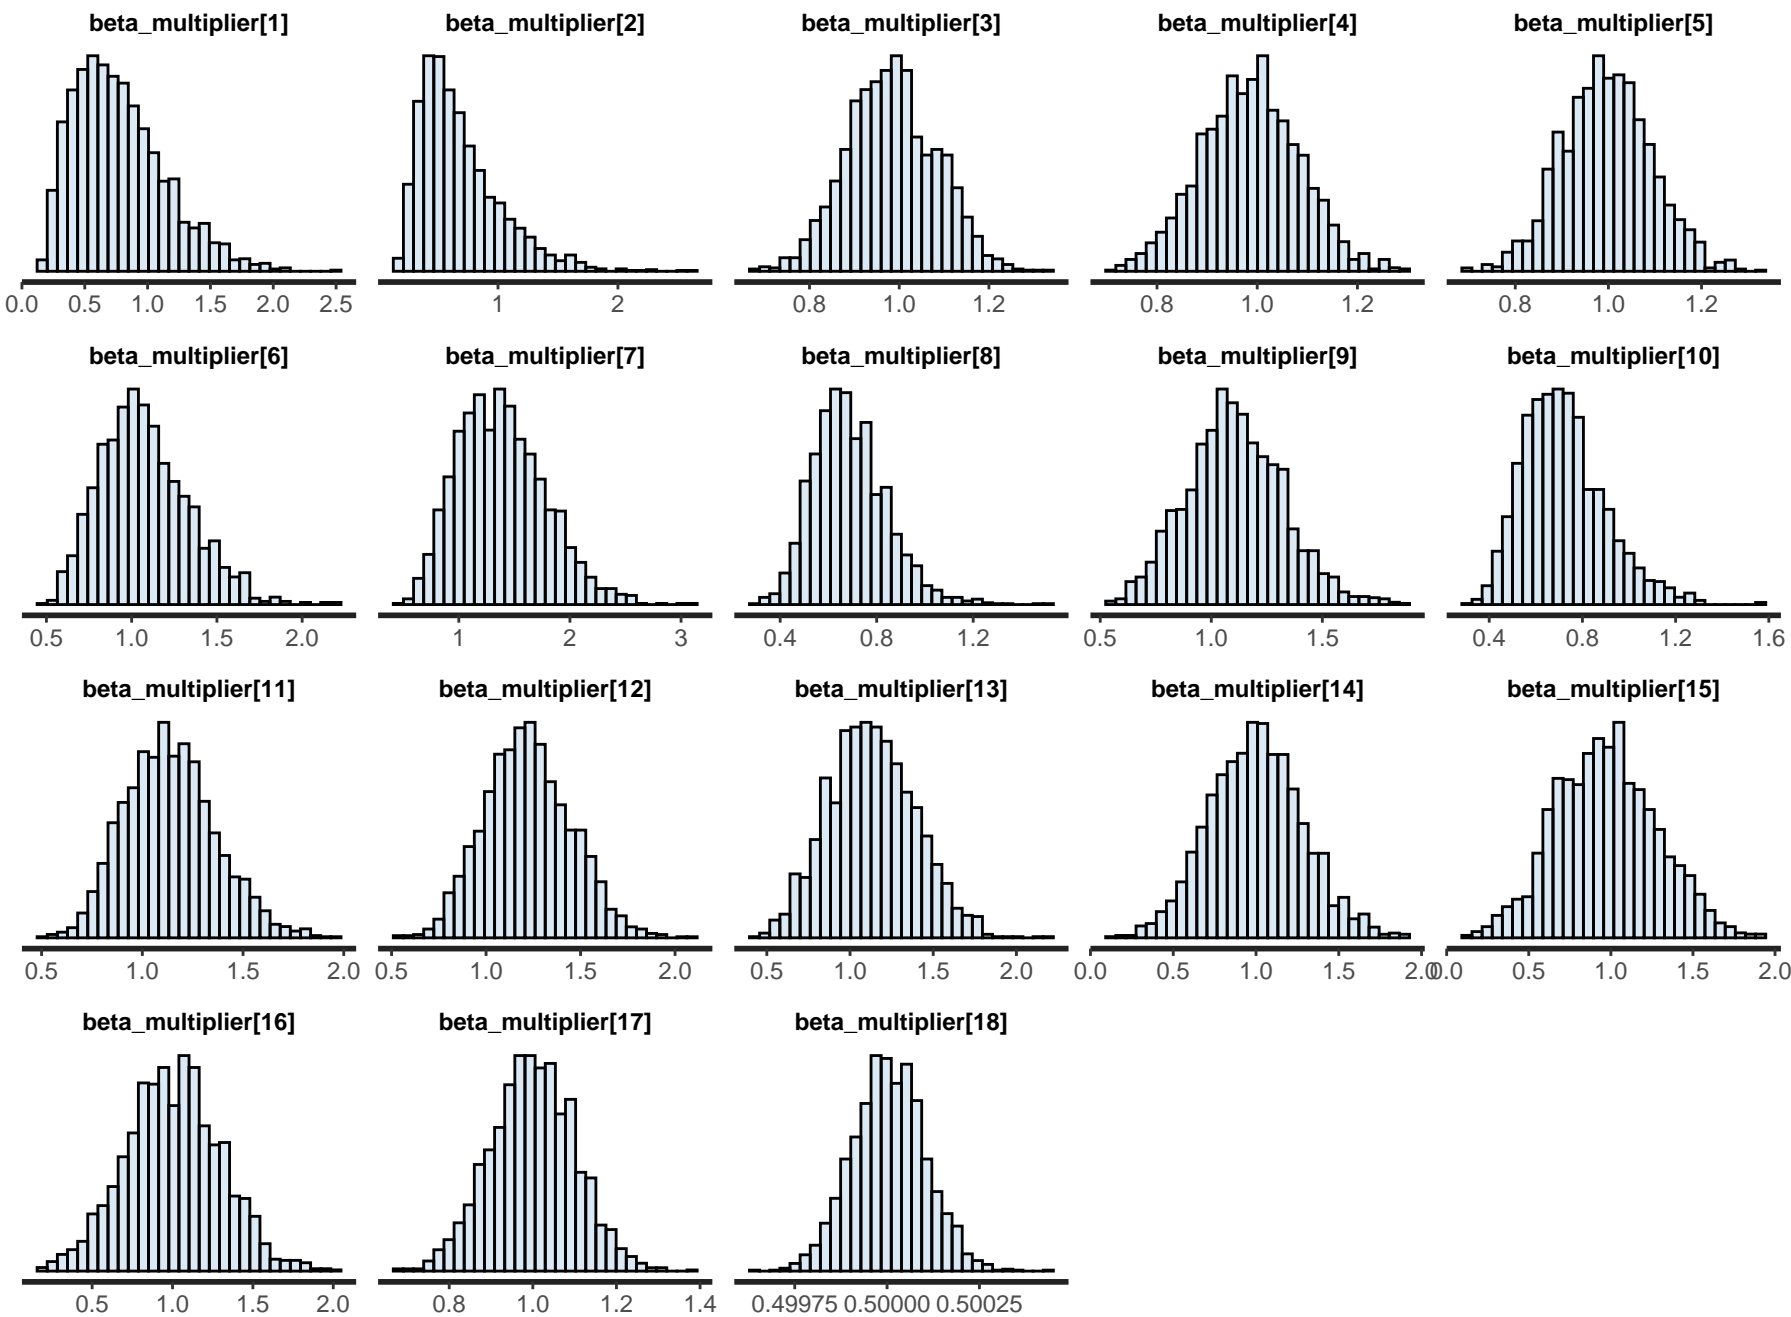 beta_multiplier[1] beta_multiplier[2] beta_multiplier[3] beta_multiplier[4] beta_multiplier[5]
0.0 0.5 1.0 1.5 2.0 2.5 1 2 0.8 1.0 1.2 0.8 1.0 1.2 0.8 1.0 1.2
beta_multiplier[6] beta_multiplier[7] beta_multiplier[8] beta_multiplier[9] beta_multiplier[10]
0.5 1.0 1.5 2.0 1 2 3 0.4 0.8 1.2 0.5 1.0 1.5 0.4 0.8 1.2 1.6
beta_multiplier[11] beta_multiplier[12] beta_multiplier[13] beta_multiplier[14] beta_multiplier[15]
0.5 1.0 1.5 2.0 0.5 1.0 1.5 2.0 0.5 1.0 1.5 2.0 0.0 0.5 1.0 1.5 2.0 0.0 0.5 1.0 1.5 2.0
beta_multiplier[16] beta_multiplier[17] beta_multiplier[18]
0.5 1.0 1.5 2.0 0.8 1.0 1.2 1.4 0.49975 0.50000 0.50025